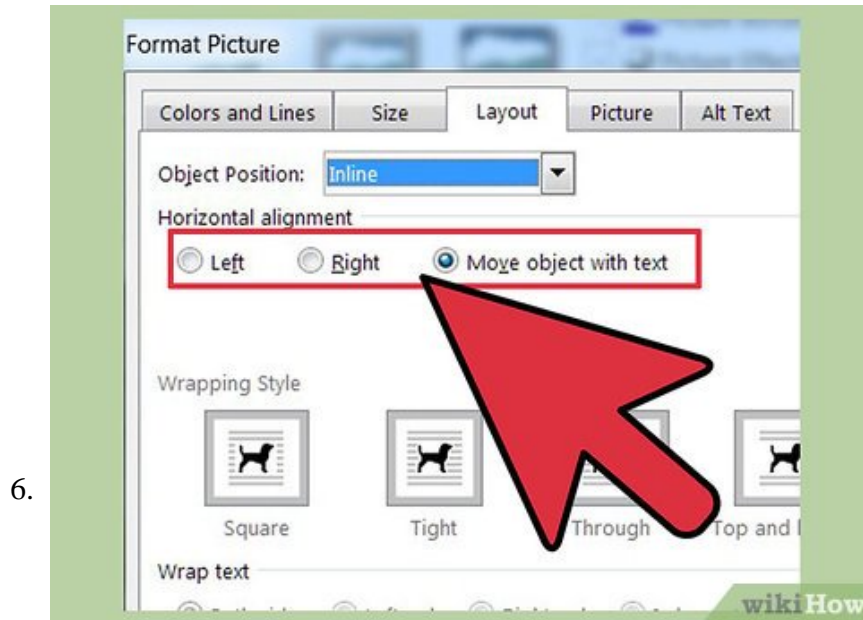 Format Picture
Colors and Lines Size Layout Picture Alt Text
Object Position: Inline
Horizontal alignment
Left Right Move object with text
Wrapping Style
6.
Square Tight Through Top and
Wrap text
wikiHow